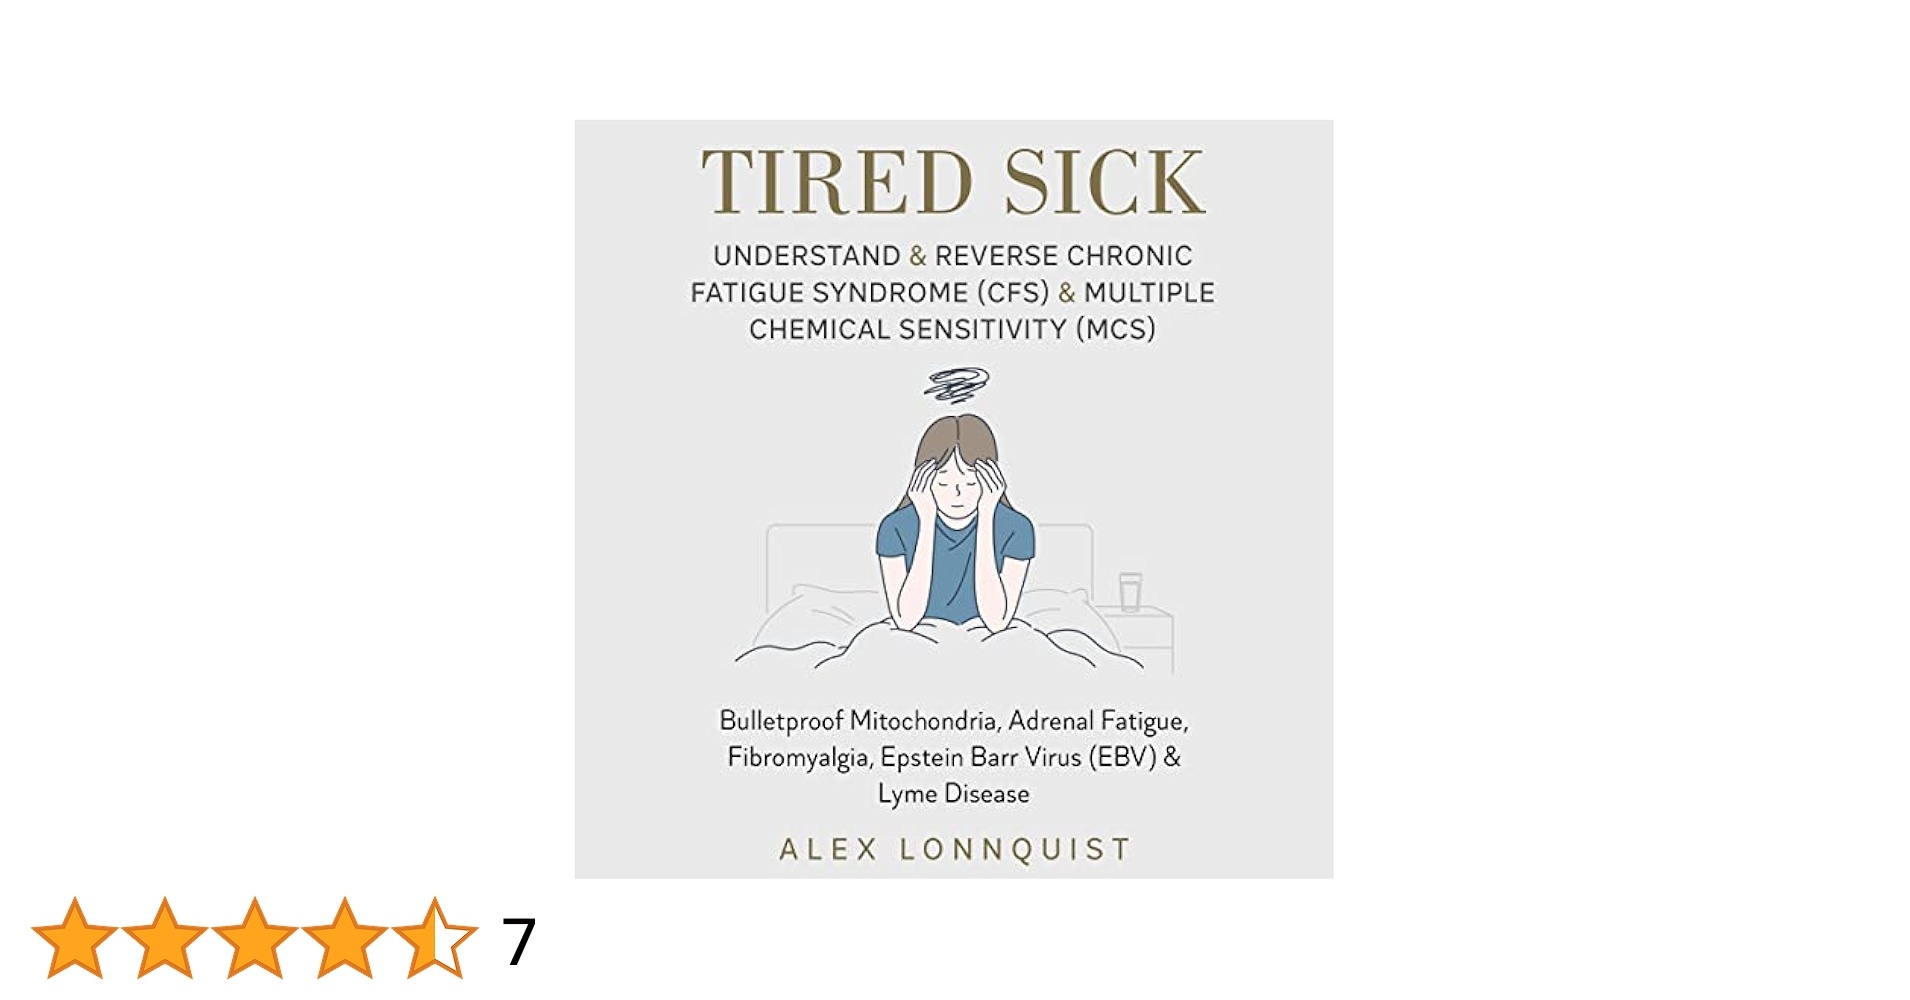 TIRED SICK
UNDERSTAND & REVERSE CHRONIC
FATIGUE SYNDROME (CFS) & MULTIPLE
CHEMICAL SENSITIVITY (MCS)
Bulletproof Mitochondria, Adrenal Fatigue,
Fibromyalgia, Epstein Barr Virus (EBV) &
Lyme Disease
ALEX LONNQUIST
7